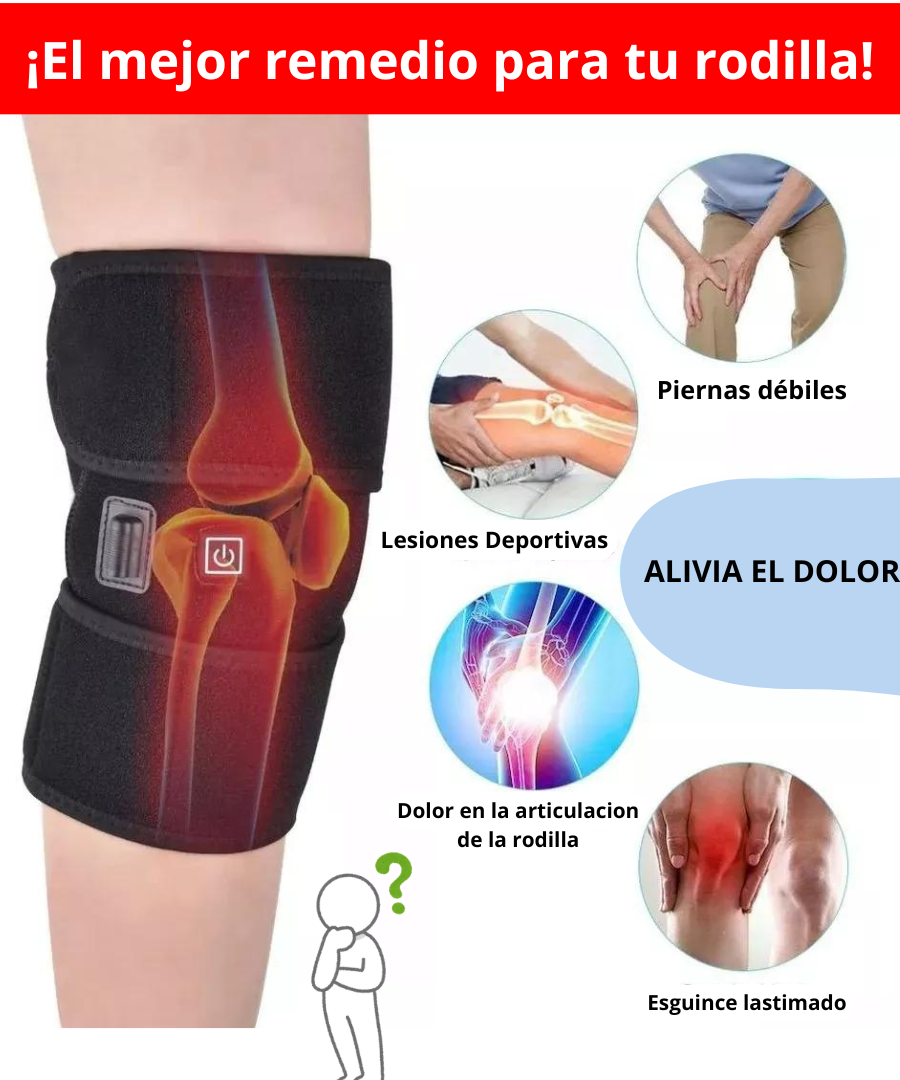 ¡El mejor remedio para tu rodilla!
Piernas débiles
Lesiones Deportivas
ALIVIA EL DOLOR
Dolor en la articulacion
de la rodilla
?
Esguince lastimado